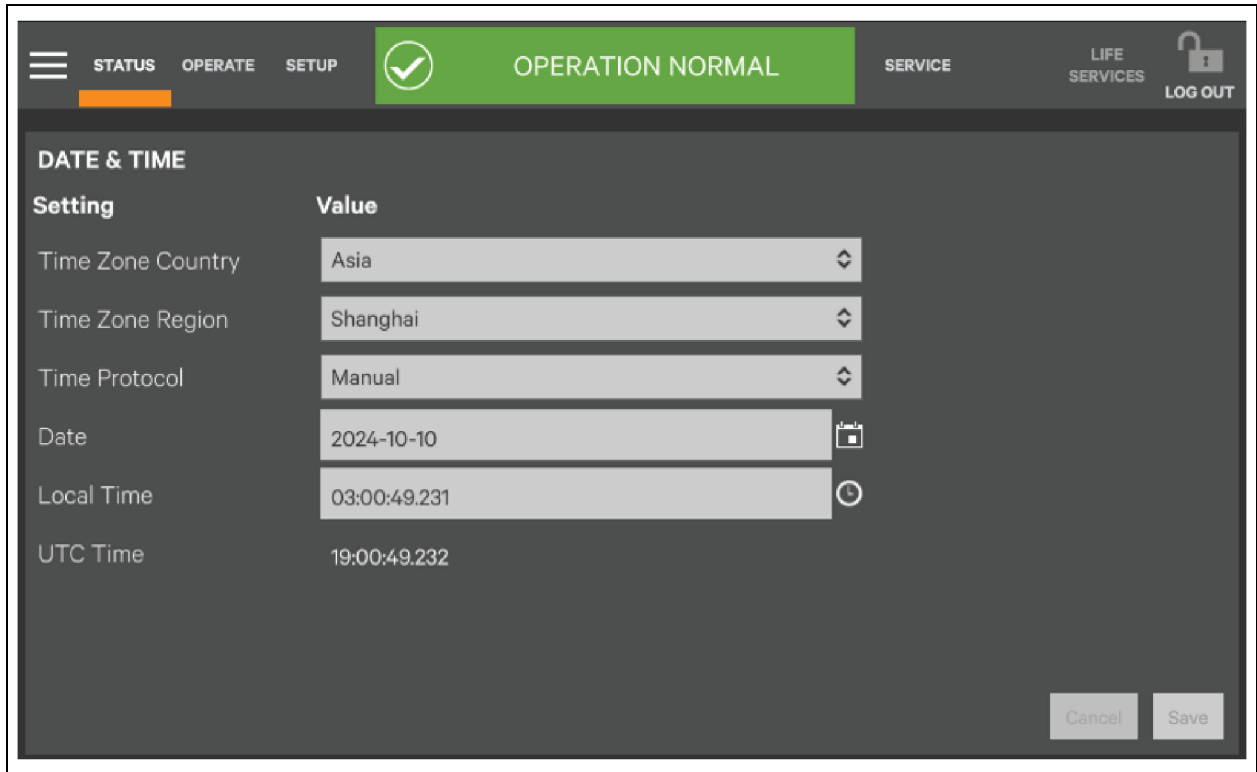 STATUS OPERATE SETUP OPERATION NORMAL SERVICE LIFE SERVICES LOG OUT
DATE & TIME
Setting Value
Time Zone Country Asia
Time Zone Region Shanghai
Time Protocol Manual
Date 2024-10-10
Local Time 03:00:49.231
UTC Time 19:00:49.232
Cancel Save